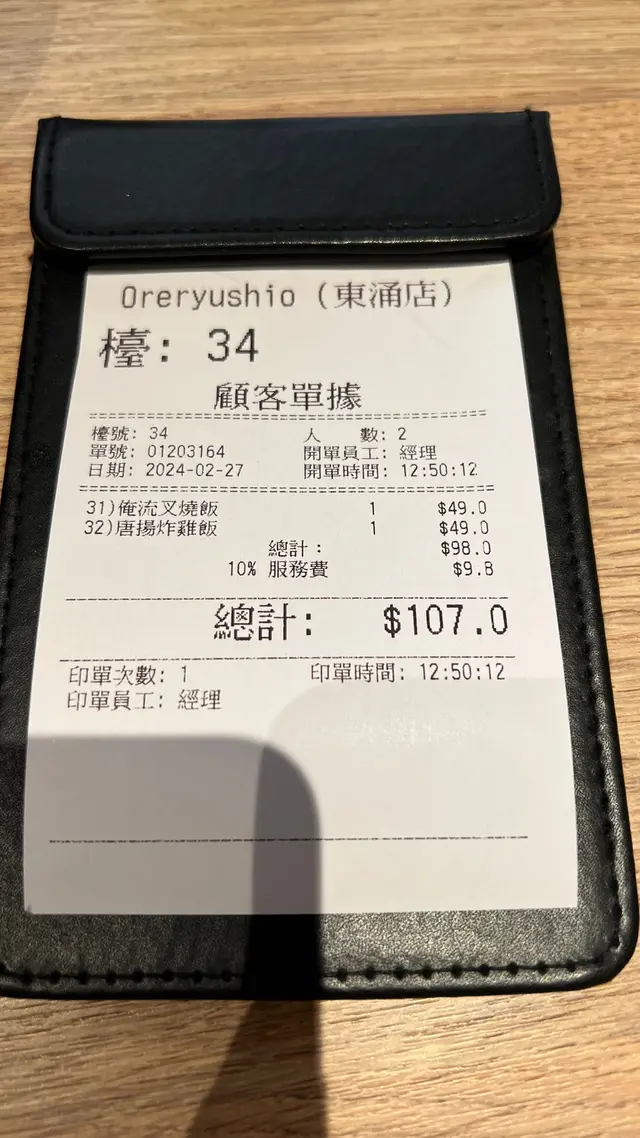 Oreryushio (東涌店)
檯: 34
顧客單據
檯號: 34 人 數: 2
單號: 01203164 開單員工: 經理
日期: 2024-02-27 開單時間: 12:50:12
31)俺流叉燒飯 1 $49.0
32)唐揚炸雞飯 1 $49.0
總計: $98.0
10% 服務費 $9.8
總計: $107.0
印單次數: 1 印單時間: 12:50:12
印單員工: 經理